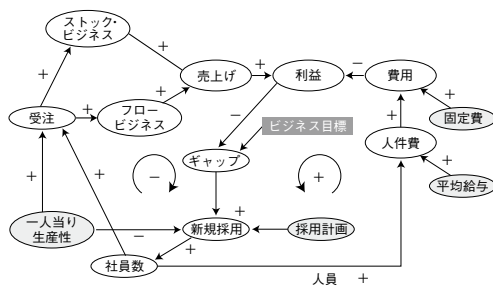 ストック・
ビジネス
+
+
売上げ
+
利益
−
費用
+
+
フロー
ビジネス
+
受注
−
ビジネス目標
+
固定費
+
人件費
ギャップ
+
+
−
+
+
平均給与
一人当り
生産性
−
+
新規採用
採用計画
+
社員数
人員 +